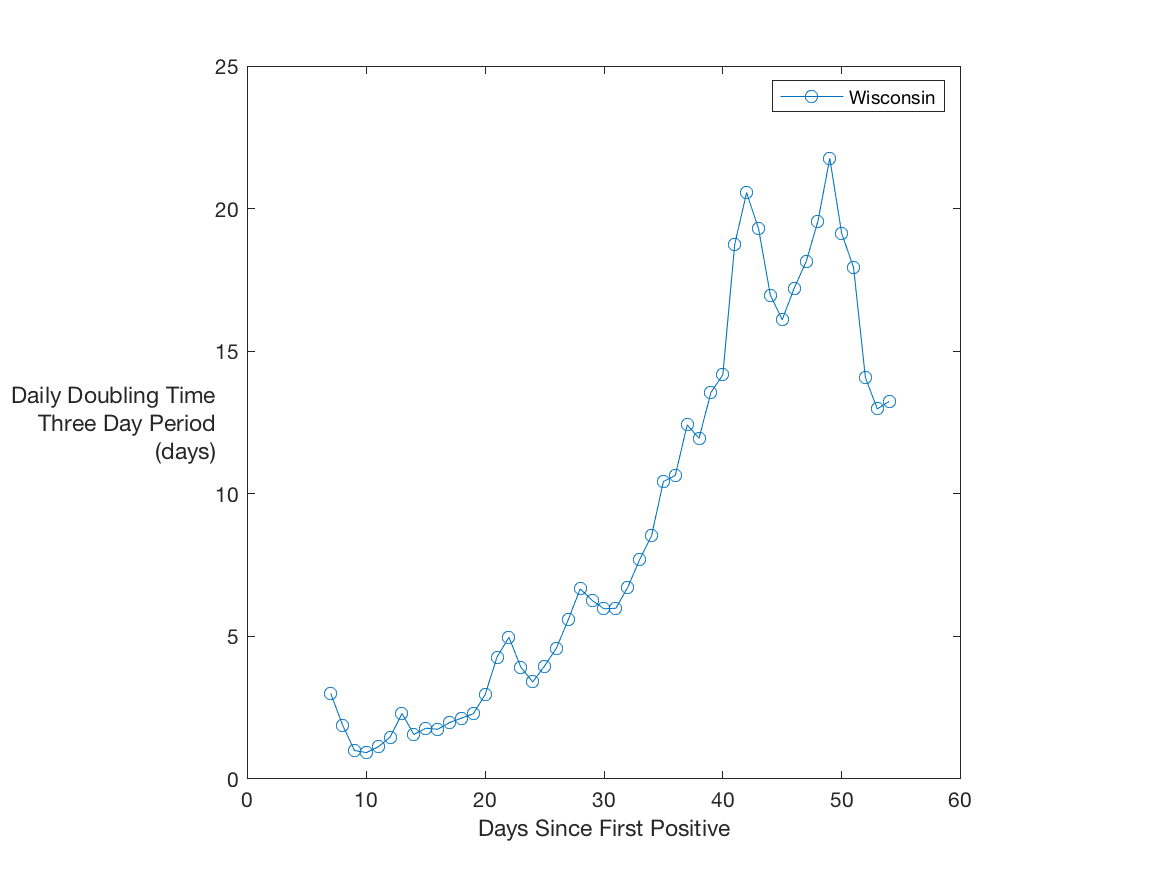 25
Wisconsin
20
15
Daily Doubling Time
Three Day Period
(days)
10
5
0
0 10 20 30 40 50 60
Days Since First Positive